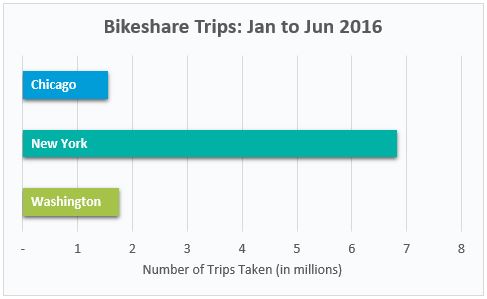 Bikeshare Trips: Jan to Jun 2016
Chicago
New York
Washington
- 1 2 3 4 5 6 7 8
Number of Trips Taken (in millions)